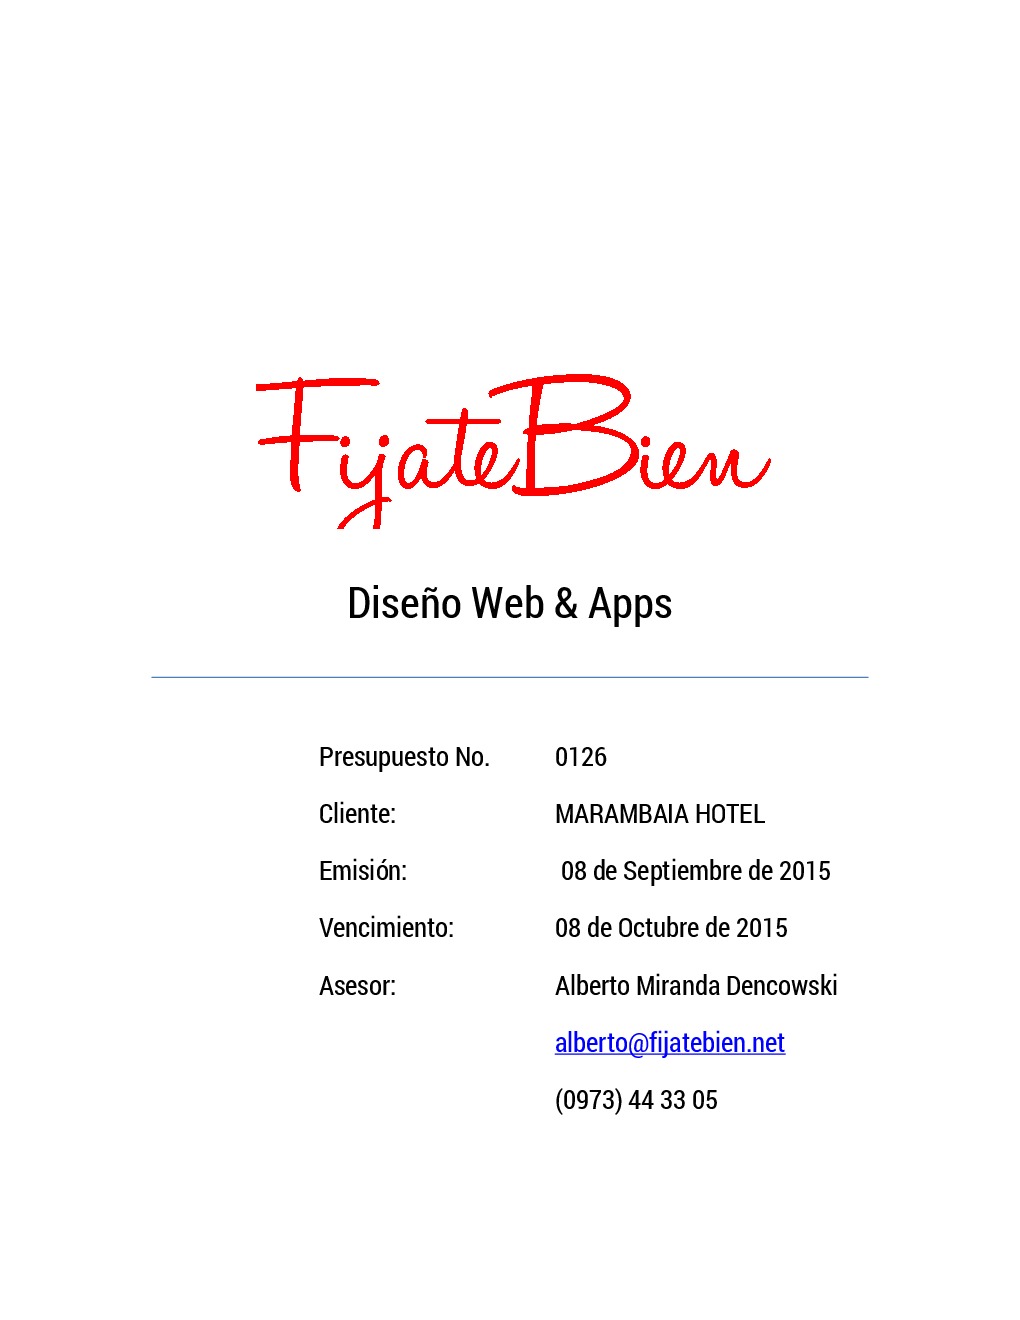 FijateBien
Diseño Web & Apps
Presupuesto No. 0126
Cliente: MARAMBAIA HOTEL
Emisión: 08 de Septiembre de 2015
Vencimiento: 08 de Octubre de 2015
Asesor: Alberto Miranda Dencowski
alberto@fijatebien.net
(0973) 44 33 05